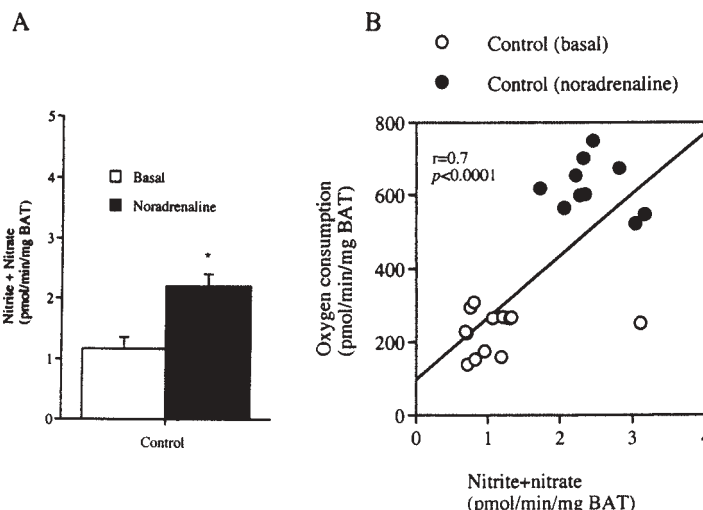 A
Nitrite + Nitrate
(pmol/min/mg BAT)
5
4
3
2
1
0
Basal
Noradrenaline
*
Control
B
Control (basal)
Control (noradrenaline)
Oxygen consumption
(pmol/min/mg BAT)
800
600
400
200
0
r=0.7
p<0.0001
0 1 2 3 4
Nitrite+nitrate
(pmol/min/mg BAT)